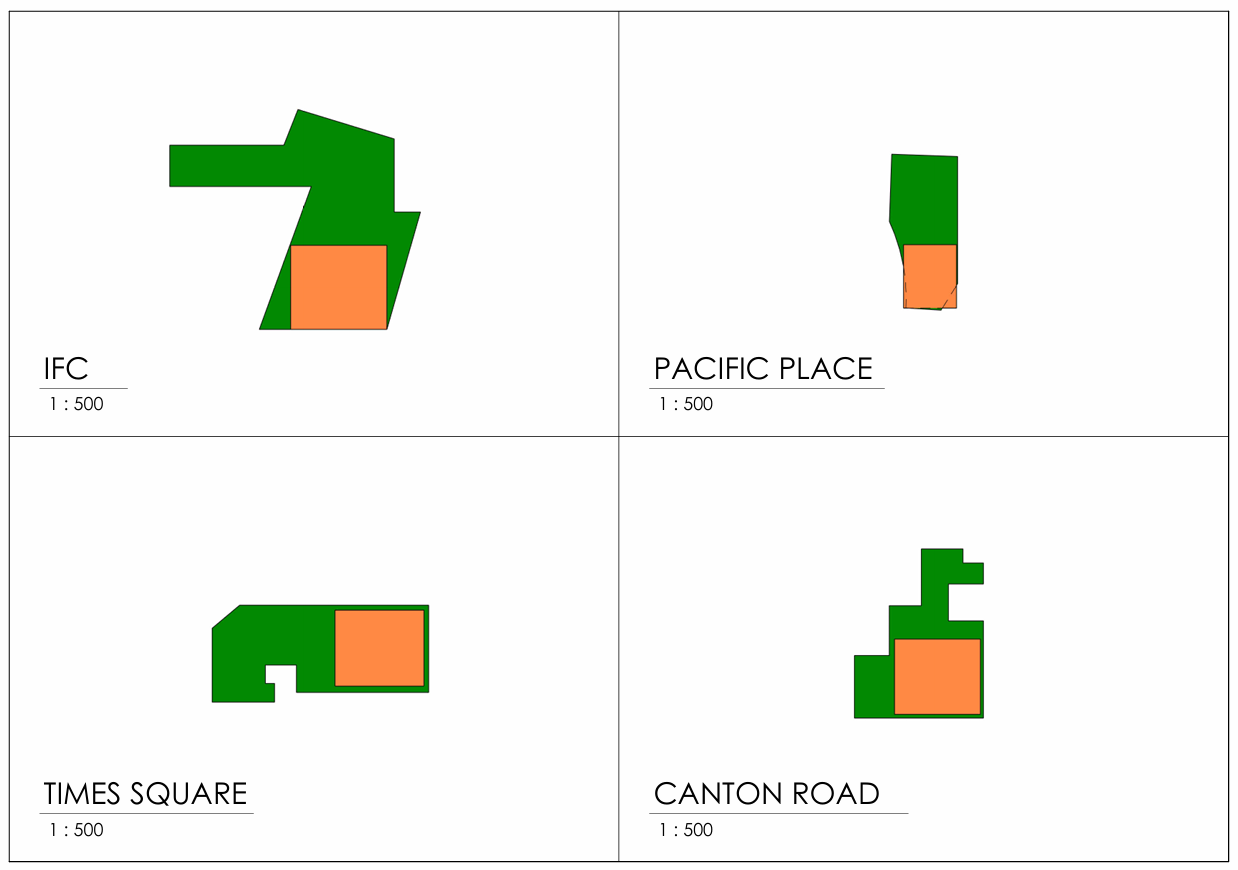 IFC
1 : 500
PACIFIC PLACE
1 : 500
TIMES SQUARE
1 : 500
CANTON ROAD
1 : 500